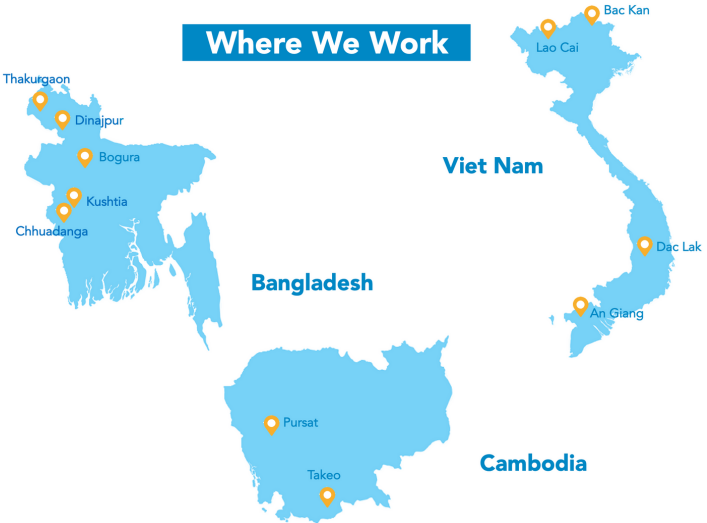 Where We Work
Bac Kan
Lao Cai
Viet Nam
Dac Lak
An Giang
Thakurgaon
Dinajpur
Bogura
Kushtia
Chhuadanga
Bangladesh
Pursat
Takeo
Cambodia